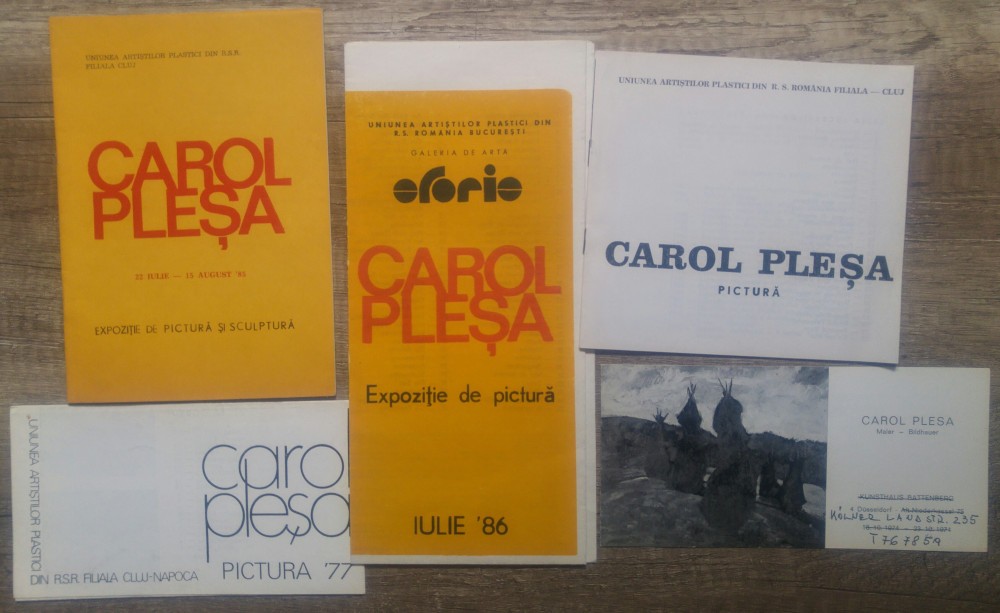 UNIUNEA ARTIȘTILOR PLASTICI DIN R.S.R.
FILIALA CLUJ
CAROL
PLEȘA
22 IULIE — 15 AUGUST '85
EXPOZIȚIE DE PICTURĂ ȘI SCULPTURĂ
UNIUNEA ARTIȘTILOR PLASTICI DIN
R.S. ROMÂNIA BUCUREȘTI
GALERIA DE ARTA
ororio
CAROL
PLEȘA
Expoziție de pictură
IULIE '86
UNIUNEA ARTIȘTILOR PLASTICI DIN R. S. ROMÂNIA FILIALA — CLUJ
CAROL PLEȘA
PICTURĂ
„UNIUNEA ARTIȘTILOR PLASTICI
DIN R.S.R. FILIALA CLUJ-NAPOCA
carol
pleșa
PICTURA '77
CAROL PLESA
Maler – Bildhauer
KUNSTHAUS RATTENBERG
4 Düsseldorf
KÖLNER LANDSTR. 235
T 767859